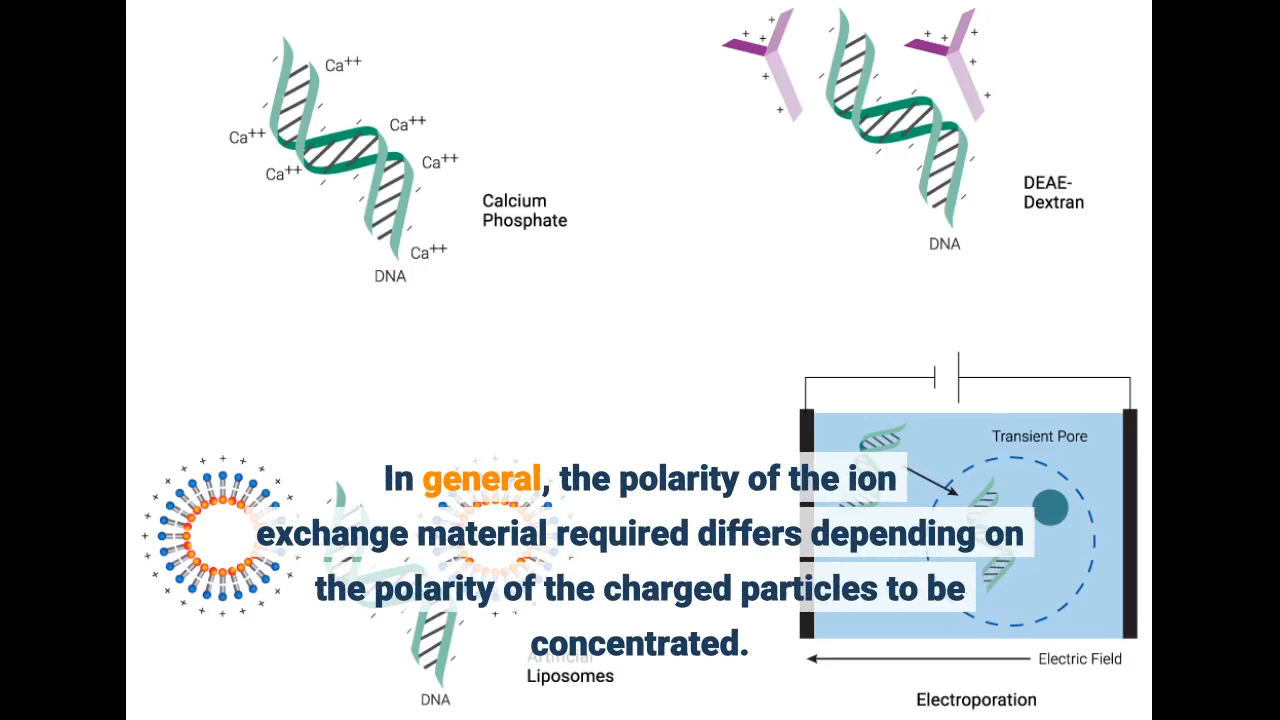 Ca++
Ca++
Ca++
Ca++
Ca++
Ca++
DNA
Calcium
Phosphate
DEAE-
Dextran
DNA
Transient Pore
In general, the polarity of the ion
exchange material required differs depending on
the polarity of the charged particles to be
concentrated.
Artificial
Liposomes
DNA
Electric Field
Electroporation